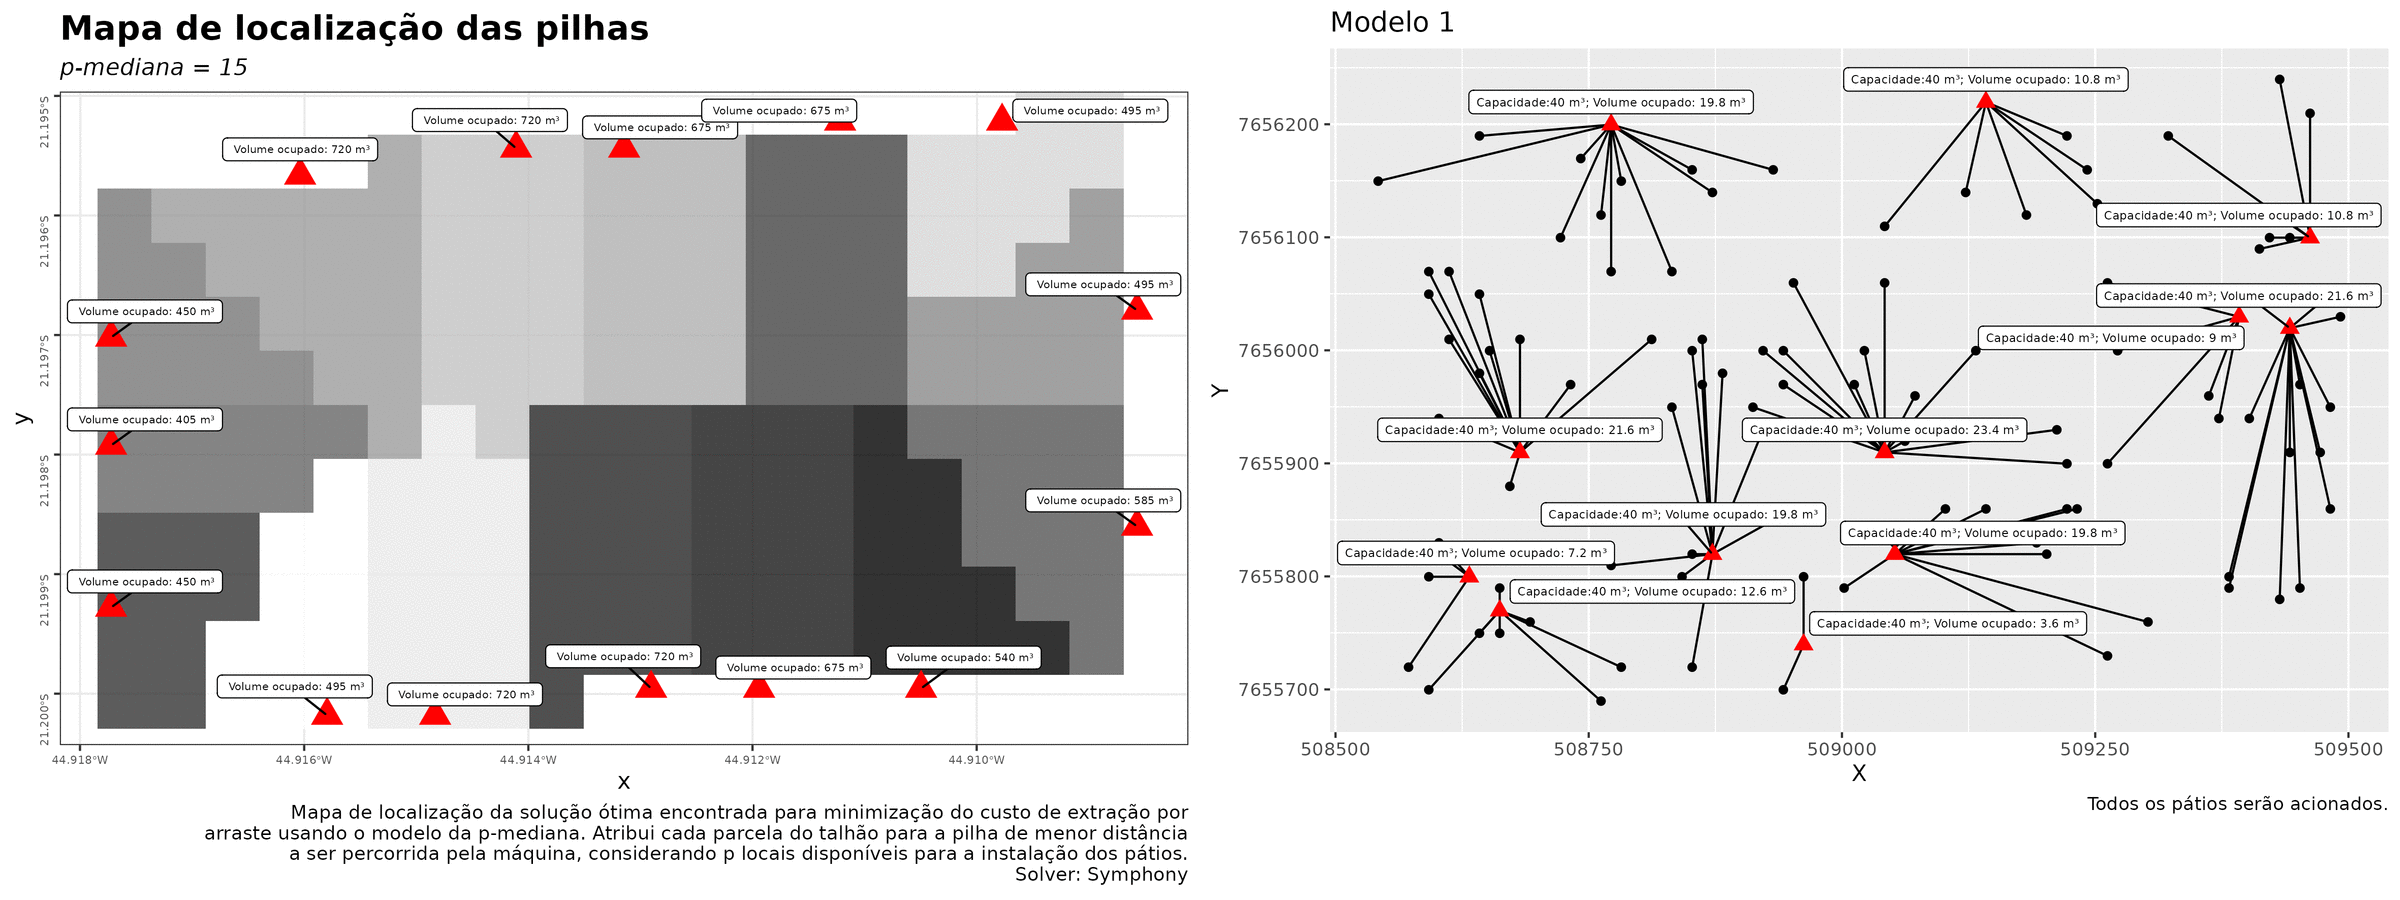 Mapa de localização das pilhas
p-mediana = 15
Volume ocupado: 720 m³
Volume ocupado: 720 m³
Volume ocupado: 675 m³
Volume ocupado: 675 m³
Volume ocupado: 495 m³
Volume ocupado: 495 m³
Volume ocupado: 450 m³
Volume ocupado: 405 m³
Volume ocupado: 585 m³
Volume ocupado: 450 m³
Volume ocupado: 495 m³
Volume ocupado: 720 m³
Volume ocupado: 720 m³
Volume ocupado: 675 m³
Volume ocupado: 540 m³
21.195°S
21.196°S
21.197°S
21.198°S
21.199°S
21.200°S
y
44.918°W
44.916°W
44.914°W
44.912°W
44.910°W
x
Mapa de localização da solução ótima encontrada para minimização do custo de extração por
arraste usando o modelo da p-mediana. Atribui cada parcela do talhão para a pilha de menor distância
a ser percorrida pela máquina, considerando p locais disponíveis para a instalação dos pátios.
Solver: Symphony
Modelo 1
Capacidade:40 m³; Volume ocupado: 19.8 m³
Capacidade:40 m³; Volume ocupado: 10.8 m³
Capacidade:40 m³; Volume ocupado: 10.8 m³
Capacidade:40 m³; Volume ocupado: 21.6 m³
Capacidade:40 m³; Volume ocupado: 9 m³
Capacidade:40 m³; Volume ocupado: 21.6 m³
Capacidade:40 m³; Volume ocupado: 23.4 m³
Capacidade:40 m³; Volume ocupado: 19.8 m³
Capacidade:40 m³; Volume ocupado: 19.8 m³
Capacidade:40 m³; Volume ocupado: 7.2 m³
Capacidade:40 m³; Volume ocupado: 12.6 m³
Capacidade:40 m³; Volume ocupado: 3.6 m³
7656200
7656100
7656000
7655900
7655800
7655700
Y
508500
508750
509000
509250
509500
X
Todos os pátios serão acionados.